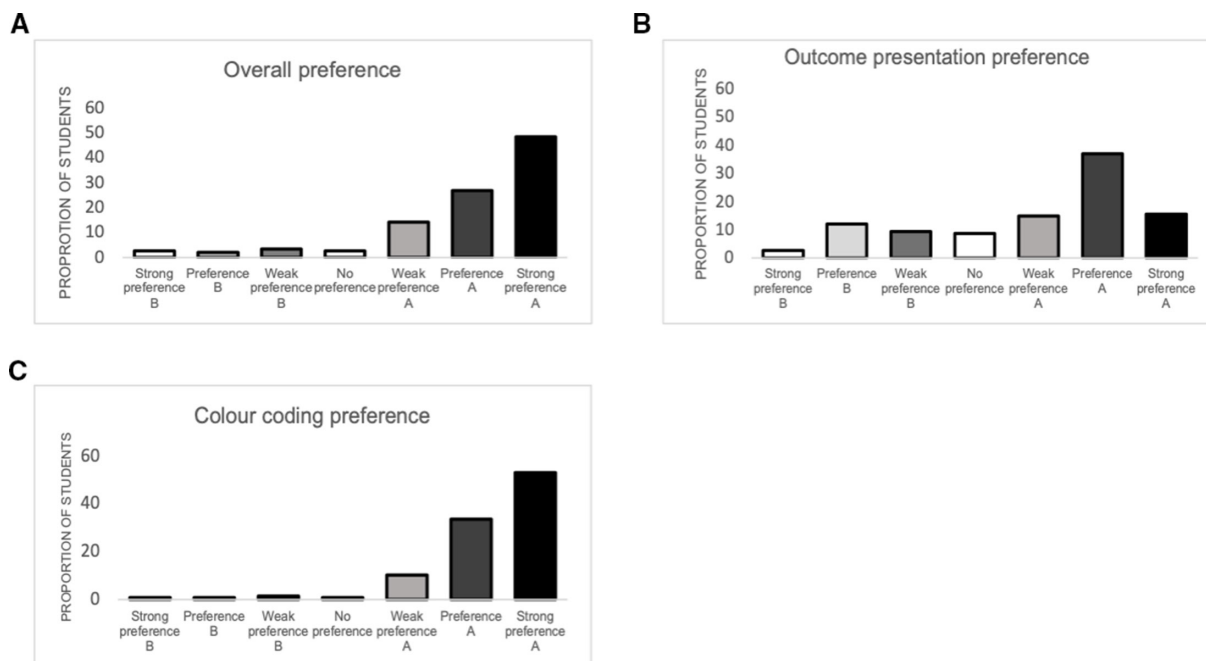 A
Overall preference
PROPROTION OF STUDENTS
60
50
40
30
20
10
0
Strong preference B
Preference B
Weak preference B
No preference
Weak preference A
Preference A
Strong preference A
B
Outcome presentation preference
PROPORTION OF STUDENTS
60
50
40
30
20
10
0
Strong preference B
Preference B
Weak preference B
No preference
Weak preference A
Preference A
Strong preference A
C
Colour coding preference
PROPORTION OF STUDENTS
60
40
20
0
Strong preference B
Preference B
Weak preference B
No preference
Weak preference A
Preference A
Strong preference A